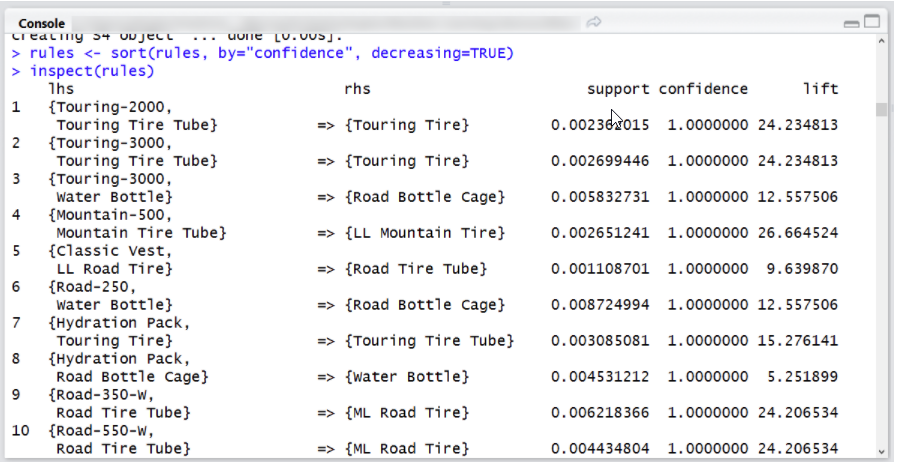 Console
creating S4 object  ... done [0.00s].
> rules <- sort(rules, by="confidence", decreasing=TRUE)
> inspect(rules)
lhs rhs support confidence lift
1 {Touring-2000,
Touring Tire Tube} => {Touring Tire} 1.0000000 24.234813
2 {Touring-3000,
Touring Tire Tube} => {Touring Tire} 0.002699446 1.0000000 24.234813
3 {Touring-3000,
Water Bottle} => {Road Bottle Cage} 0.005832731 1.0000000 12.557506
4 {Mountain-500,
Mountain Tire Tube} => {LL Mountain Tire} 0.002651241 1.0000000 26.664524
5 {Classic Vest,
LL Road Tire} => {Road Tire Tube} 0.001108701 1.0000000 9.639870
6 {Road-250,
Water Bottle} => {Road Bottle Cage} 0.008724994 1.0000000 12.557506
7 {Hydration Pack,
Touring Tire} => {Touring Tire Tube} 0.003085081 1.0000000 15.276141
8 {Hydration Pack,
Road Bottle Cage} => {Water Bottle} 0.004531212 1.0000000 5.251899
9 {Road-350-W,
Road Tire Tube} => {ML Road Tire} 0.006218366 1.0000000 24.206534
10 {Road-550-W,
Road Tire Tube} => {ML Road Tire} 0.004434804 1.0000000 24.206534